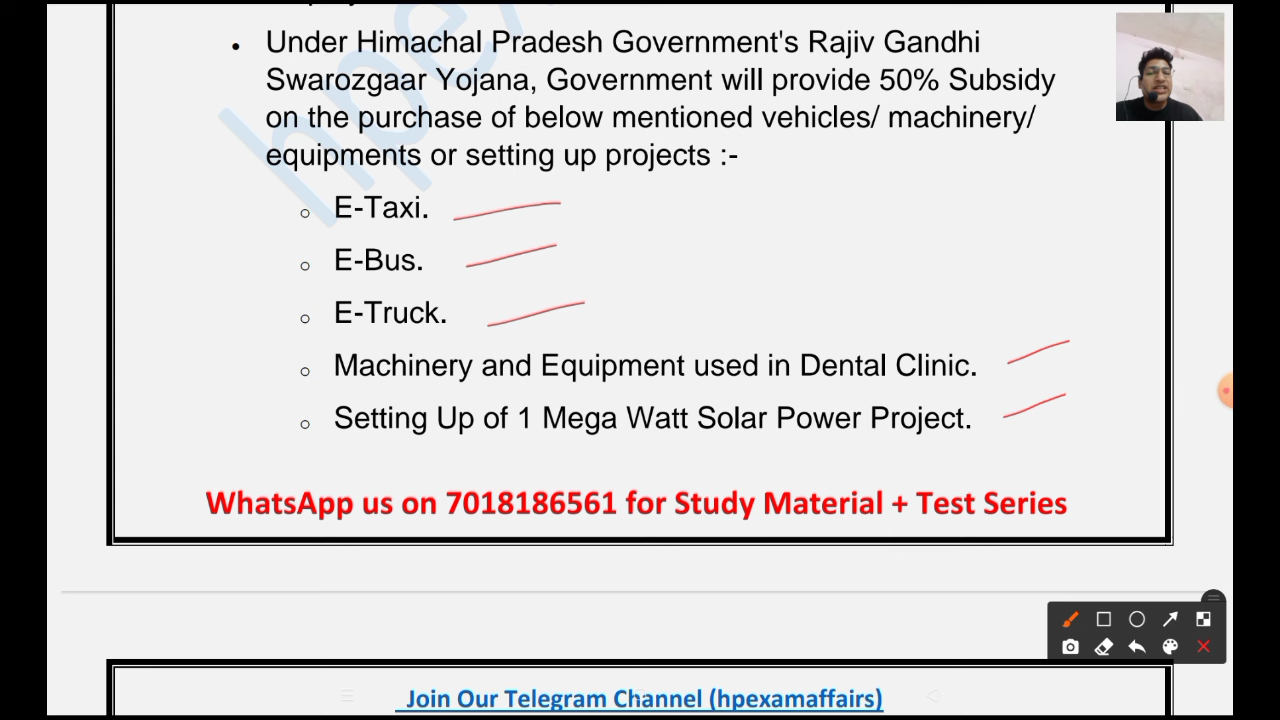 • Under Himachal Pradesh Government's Rajiv Gandhi
Swarozgaar Yojana, Government will provide 50% Subsidy
on the purchase of below mentioned vehicles/ machinery/
equipments or setting up projects :-
o E-Taxi.
o E-Bus.
o E-Truck.
o Machinery and Equipment used in Dental Clinic.
o Setting Up of 1 Mega Watt Solar Power Project.
WhatsApp us on 7018186561 for Study Material + Test Series
Join Our Telegram Channel (hpexamaffairs)